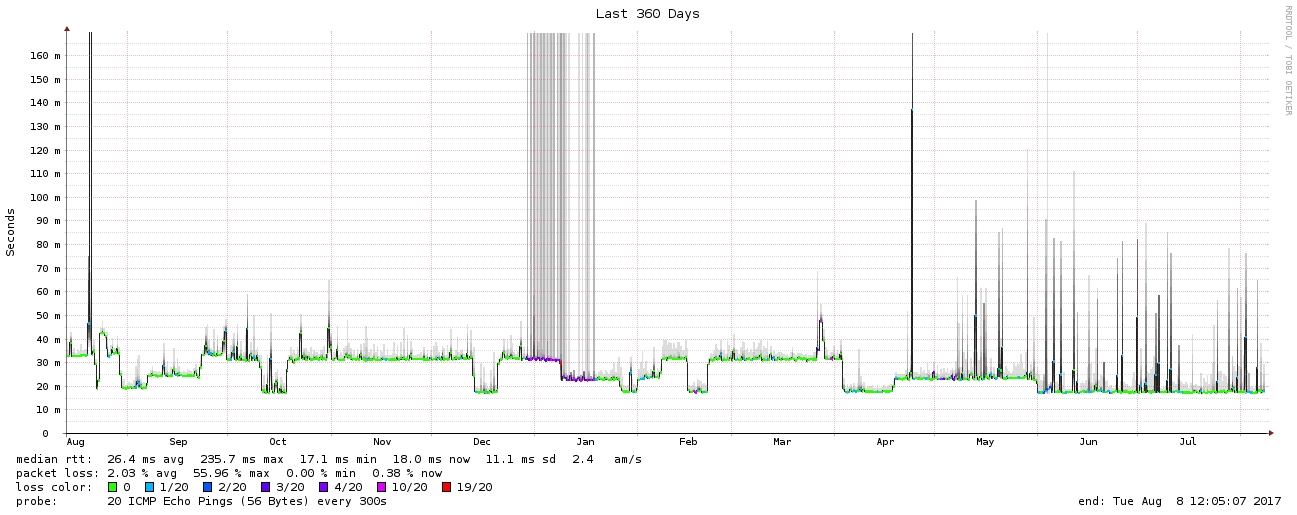 Last 360 Days
RRDTOOL / TOBI OETIKER
Seconds
160 m
150 m
140 m
130 m
120 m
110 m
100 m
90 m
80 m
70 m
60 m
50 m
40 m
30 m
20 m
10 m
0
Aug Sep Oct Nov Dec Jan Feb Mar Apr May Jun Jul
median rtt: 26.4 ms avg 235.7 ms max 17.1 ms min 18.0 ms now 11.1 ms sd 2.4 am/s
packet loss: 2.03 % avg 55.96 % max 0.00 % min 0.38 % now
loss color: 0 1/20 2/20 3/20 4/20 10/20 19/20
probe: 20 ICMP Echo Pings (56 Bytes) every 300s end: Tue Aug 8 12:05:07 2017